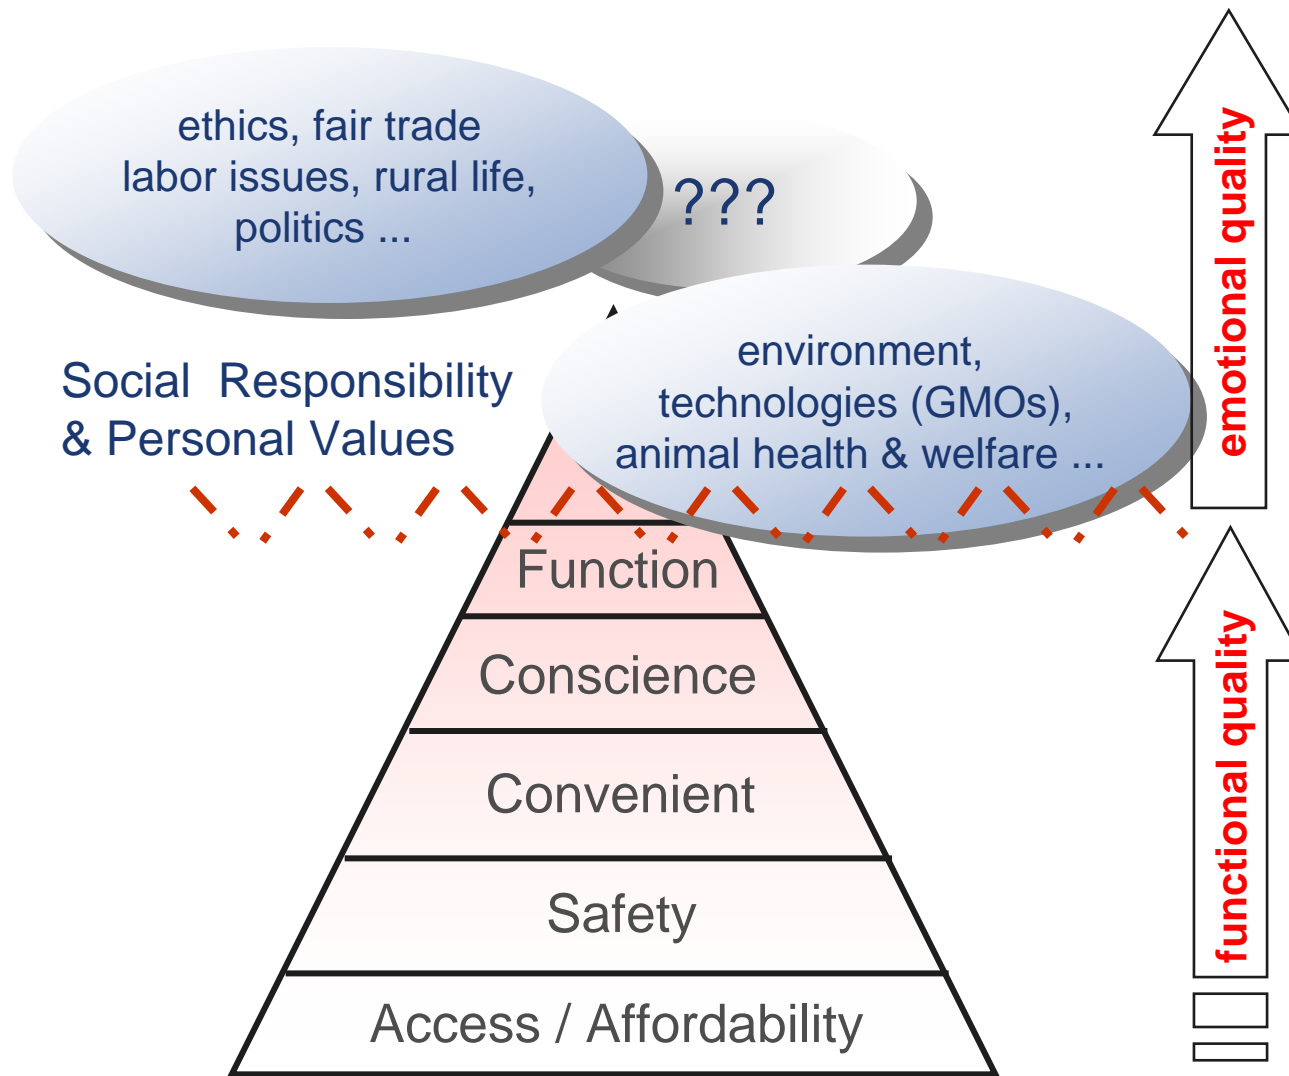 ethics, fair trade
labor issues, rural life,
politics ...
???
environment,
technologies (GMOs),
animal health & welfare ...
Social Responsibility
& Personal Values
Function
Conscience
Convenient
Safety
Access / Affordability
emotional quality
functional quality